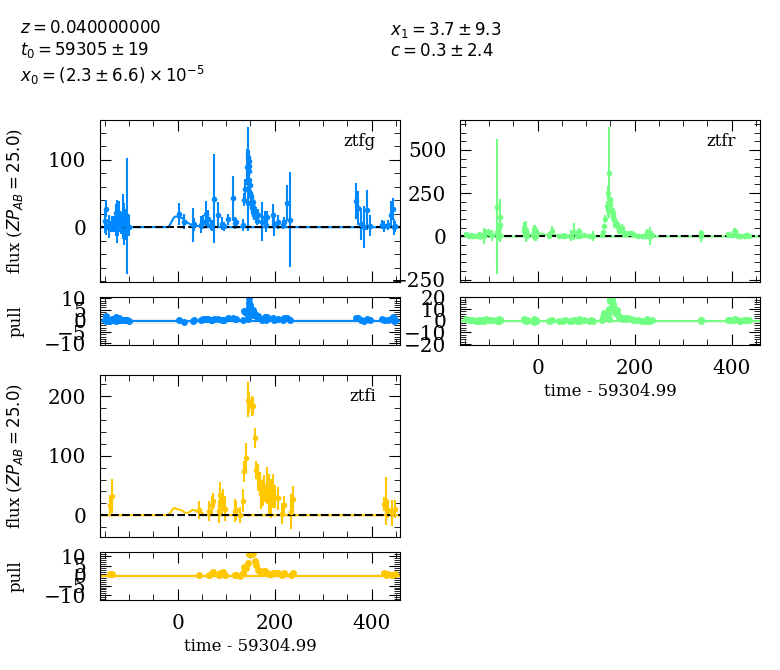 z = 0.040000000
t₀ = 59305 ± 19
x₀ = (2.3 ± 6.6) × 10⁻⁵
x₁ = 3.7 ± 9.3
c = 0.3 ± 2.4
ztfg
flux (ZP_AB = 25.0)
100
0
ztfr
500
250
0
−250
pull
10
5
0
−5
−10
20
10
0
−10
−20
0
200
400
time - 59304.99
ztfi
flux (ZP_AB = 25.0)
200
100
0
pull
10
5
0
−5
−10
0
200
400
time - 59304.99